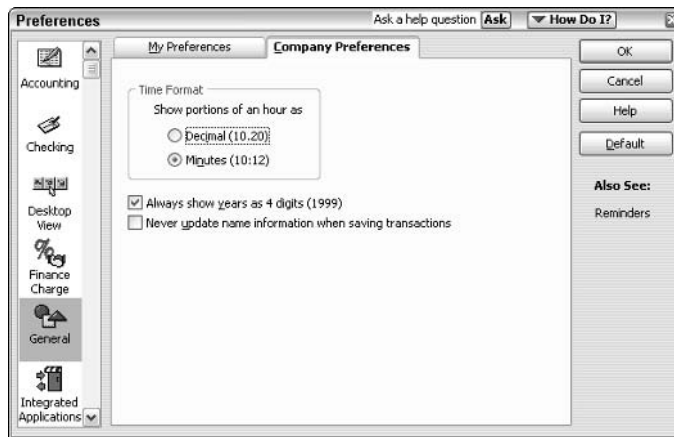 Preferences
Ask a help question Ask
How Do I?
My Preferences
Company Preferences
Accounting
Checking
Desktop
View
Finance
Charge
General
Integrated
Applications
Time Format
Show portions of an hour as
Decimal (10.20)
Minutes (10:12)
Always show years as 4 digits (1999)
Never update name information when saving transactions
OK
Cancel
Help
Default
Also See:
Reminders